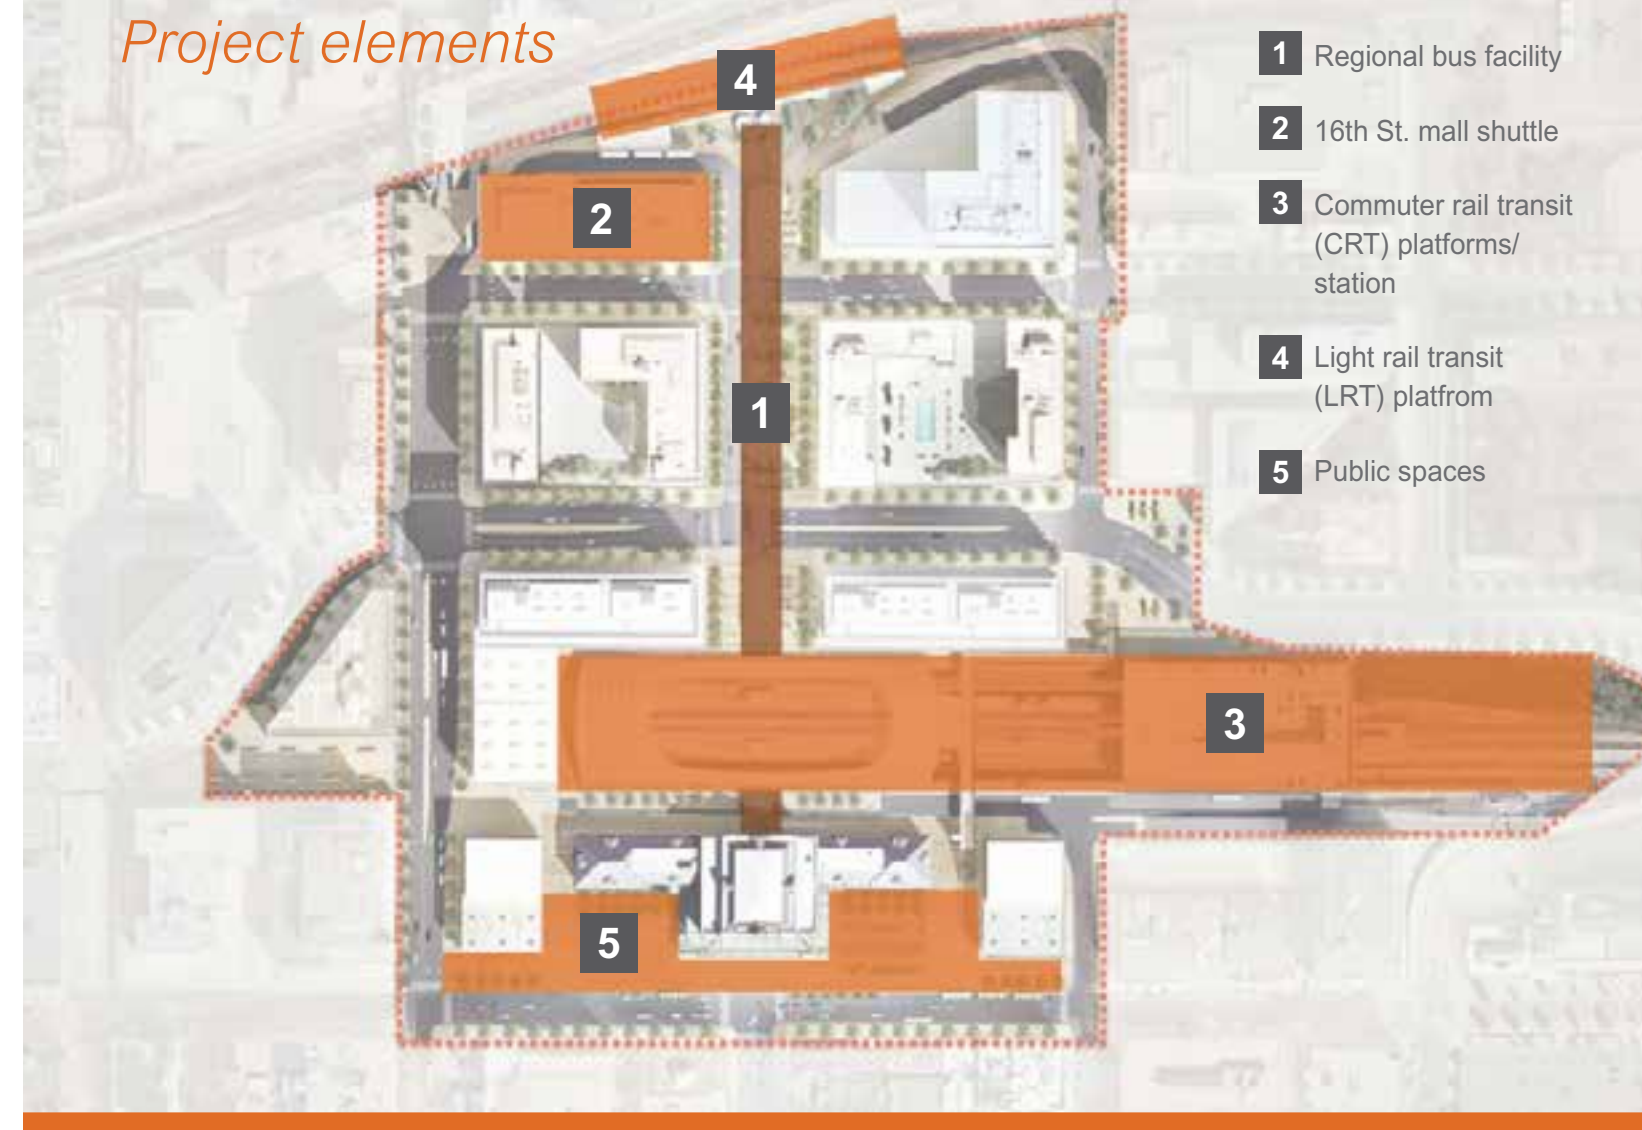 Project elements
4
2
1
3
5
1 Regional bus facility
2 16th St. mall shuttle
3 Commuter rail transit
(CRT) platforms/
station
4 Light rail transit
(LRT) platfrom
5 Public spaces